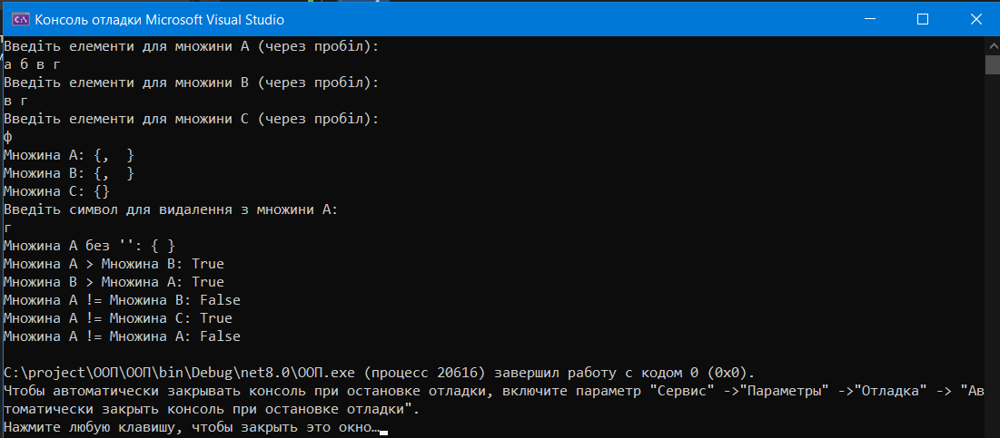 Консоль отладки Microsoft Visual Studio
Введіть елементи для множини A (через пробіл):
а б в г
Введіть елементи для множини B (через пробіл):
в г
Введіть елементи для множини C (через пробіл):
ф
Множина A: {,  }
Множина B: {,  }
Множина C: {}
Введіть символ для видалення з множини A:
г
Множина A без '': { }
Множина A > Множина B: True
Множина B > Множина A: True
Множина A != Множина B: False
Множина A != Множина C: True
Множина A != Множина A: False
C:\project\ООП\ООП\bin\Debug\net8.0\ООП.exe (процесс 20616) завершил работу с кодом 0 (0x0).
Чтобы автоматически закрывать консоль при остановке отладки, включите параметр "Сервис" ->"Параметры" ->"Отладка" -> "Ав
томатически закрыть консоль при остановке отладки".
Нажмите любую клавишу, чтобы закрыть это окно…